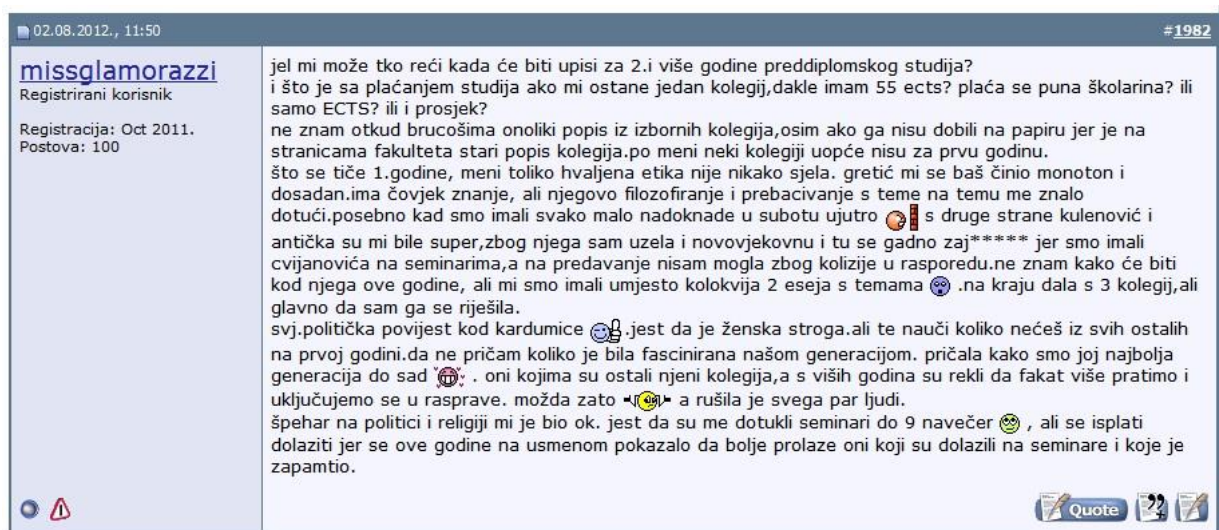 02.08.2012., 11:50
#1982
missglamorazzi
Registrirani korisnik
Registracija: Oct 2011.
Postova: 100
jel mi može tko reći kada će biti upisi za 2.i više godine preddiplomskog studija?
i što je sa plaćanjem studija ako mi ostane jedan kolegij,dakle imam 55 ects? plaća se puna školarina? ili
samo ECTS? ili i prosjek?
ne znam otkud brucošima onoliki popis iz izbornih kolegija,osim ako ga nisu dobili na papiru jer je na
stranicama fakulteta stari popis kolegija.po meni neki kolegiji uopće nisu za prvu godinu.
što se tiče 1.godine, meni toliko hvaljena etika nije nikako sjela. gretić mi se baš činio monoton i
dosadan.ima čovjek znanje, ali njegovo filozofiranje i prebacivanje s teme na temu me znalo
dotući.posebno kad smo imali svako malo nadoknade u subotu ujutro s druge strane kulenović i
antička su mi bile super,zbog njega sam uzela i novovjekovnu i tu se gadno zaj***** jer smo imali
cvijanovića na seminarima,a na predavanje nisam mogla zbog kolizije u rasporedu.ne znam kako će biti
kod njega ove godine, ali mi smo imali umjesto kolokvija 2 eseja s temama .na kraju dala s 3 kolegij,ali
glavno da sam ga se riješila.
svj.politička povijest kod kardumice .jest da je ženska stroga.ali te nauči koliko nećeš iz svih ostalih
na prvoj godini.da ne pričam koliko je bila fascinirana našom generacijom. pričala kako smo joj najbolja
generacija do sad . oni kojima su ostali njeni kolegija,a s viših godina su rekli da fakat više pratimo i
uključujemo se u rasprave. možda zato a rušila je svega par ljudi.
špehar na politici i religiji mi je bio ok. jest da su me dotukli seminari do 9 navečer , ali se isplati
dolaziti jer se ove godine na usmenom pokazalo da bolje prolaze oni koji su dolazili na seminare i koje je
zapamtio.
Quote